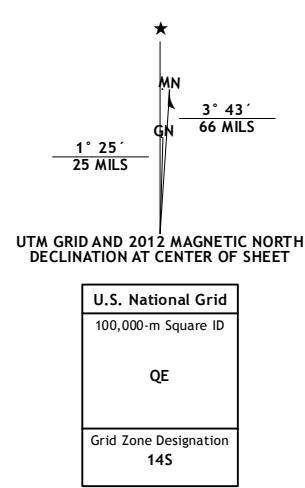 ★
MN
3° 43´
66 MILS
GN
1° 25´
25 MILS
UTM GRID AND 2012 MAGNETIC NORTH
DECLINATION AT CENTER OF SHEET
U.S. National Grid
100,000-m Square ID
QE
Grid Zone Designation
14S